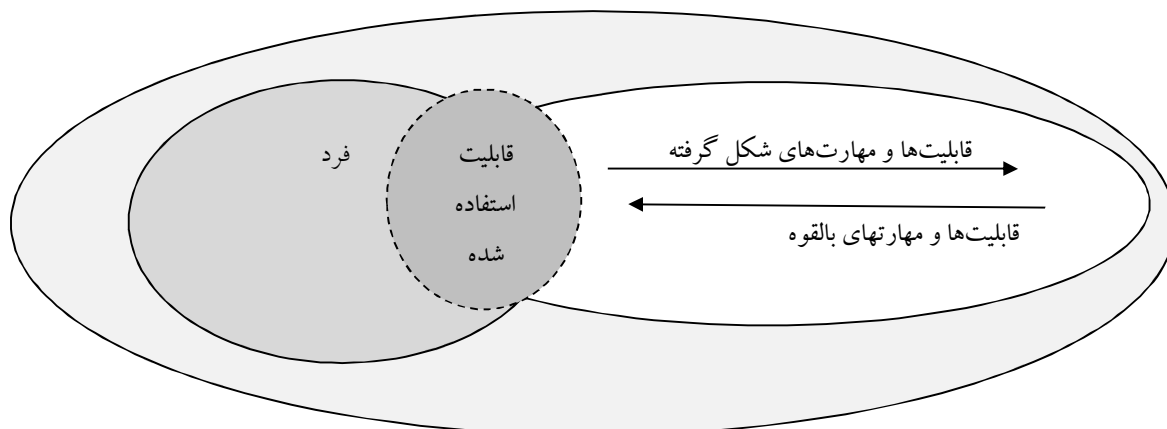 فرد
قابلیت
استفاده
شده
قابلیت‌ها و مهارت‌های شکل گرفته
قابلیت‌ها و مهارتهای بالقوه